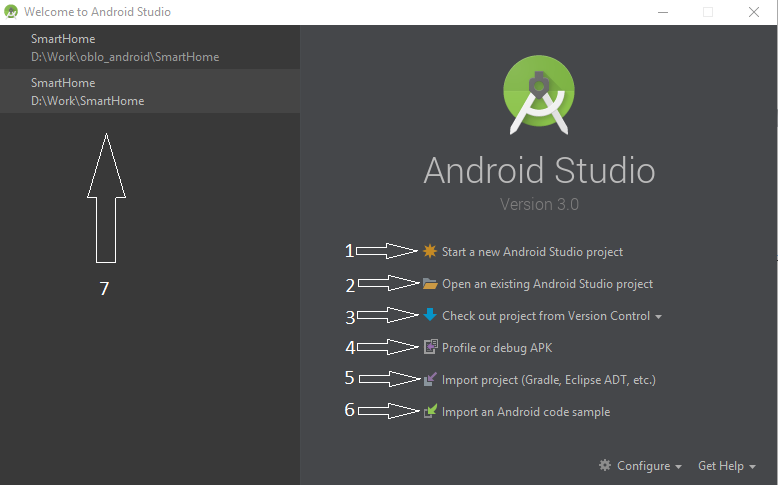 Welcome to Android Studio
SmartHome
D:\Work\oblo_android\SmartHome
SmartHome
D:\Work\SmartHome
7
Android Studio
Version 3.0
1 Start a new Android Studio project
2 Open an existing Android Studio project
3 Check out project from Version Control
4 Profile or debug APK
5 Import project (Gradle, Eclipse ADT, etc.)
6 Import an Android code sample
Configure Get Help